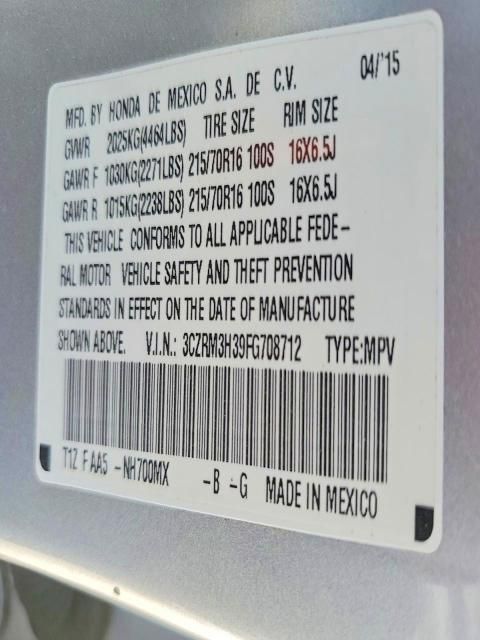 MFD. BY HONDA DE MEXICO S.A. DE C.V. 04/'15
GVWR 2025KG(4464LBS) TIRE SIZE RIM SIZE
GAWR F 1030KG(2271LBS) 215/70R16 100S 16X6.5J
GAWR R 1015KG(2238LBS) 215/70R16 100S 16X6.5J
THIS VEHICLE CONFORMS TO ALL APPLICABLE FEDE-
RAL MOTOR VEHICLE SAFETY AND THEFT PREVENTION
STANDARDS IN EFFECT ON THE DATE OF MANUFACTURE
SHOWN ABOVE. V.I.N.: 3CZRM3H39FG708712 TYPE:MPV
T1Z F AA5 -NH700MX -B -G MADE IN MEXICO